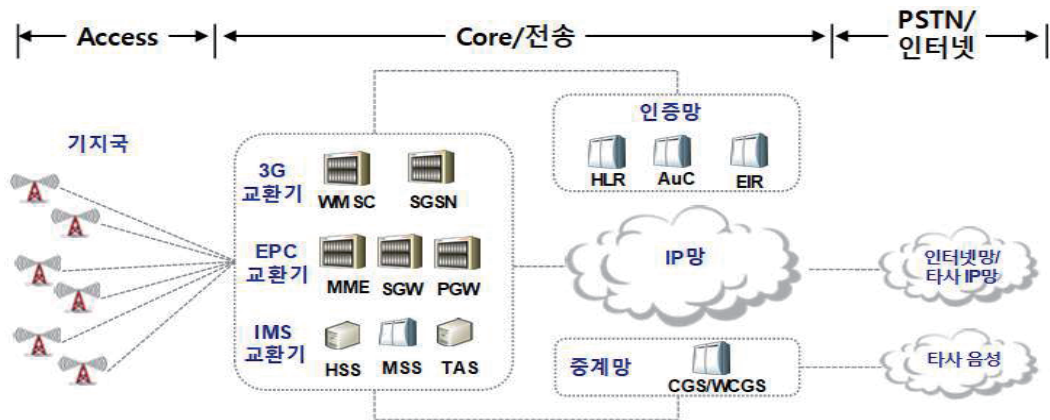 Access
Core/전송
PSTN/
인터넷
기지국
3G
교환기
WMSC
SGSN
EPC
교환기
MME
SGW
PGW
IMS
교환기
HSS
MSS
TAS
인증망
HLR
AuC
EIR
IP망
인터넷망/
타사 IP망
중계망
CGS/WCGS
타사 음성